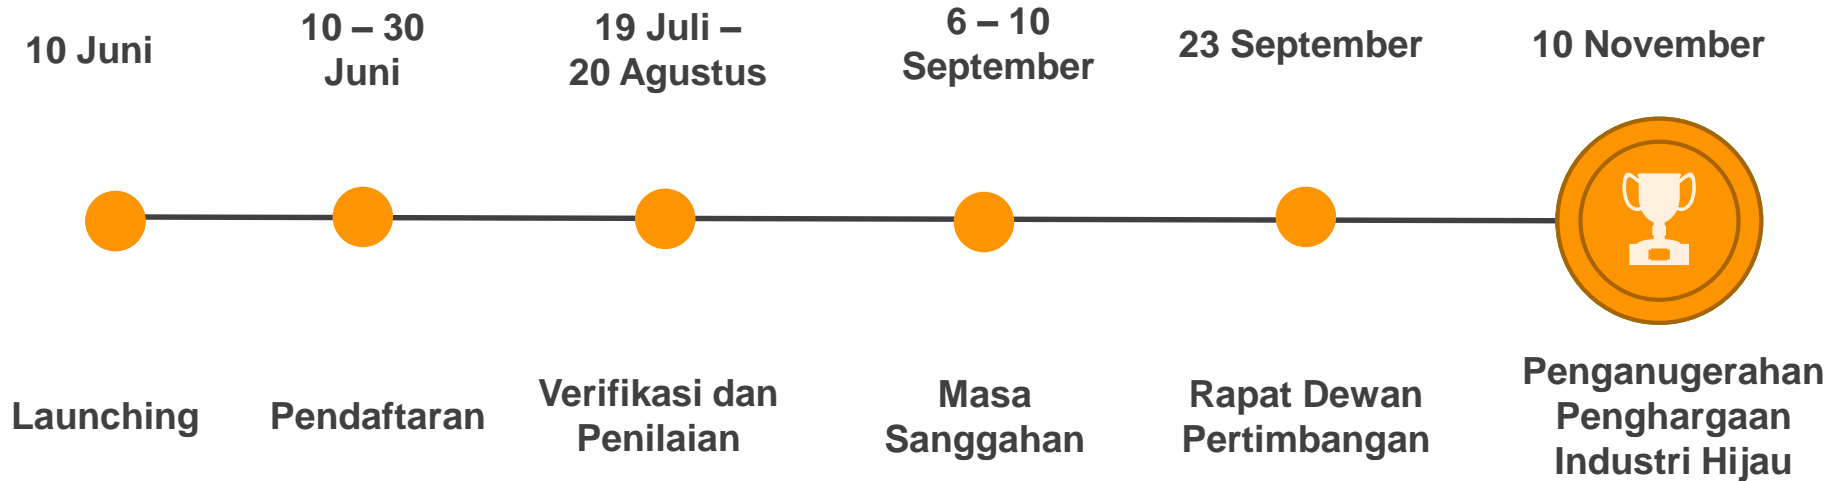 10 Juni
10 – 30
Juni
19 Juli –
20 Agustus
6 – 10
September
23 September
10 November
Launching
Pendaftaran
Verifikasi dan
Penilaian
Masa
Sanggahan
Rapat Dewan
Pertimbangan
Penganugerahan
Penghargaan
Industri Hijau